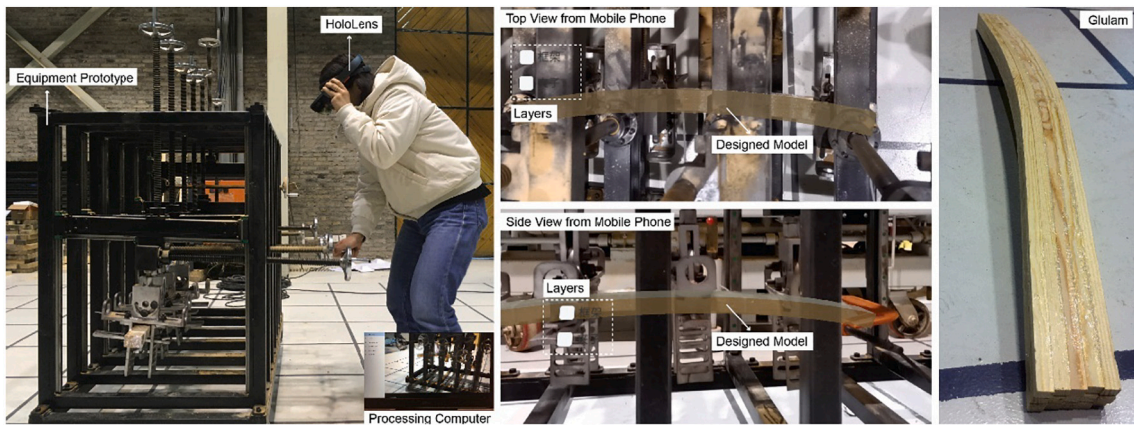 HoloLens
Equipment Prototype
Processing Computer
Top View from Mobile Phone
Layers
Designed Model
Side View from Mobile Phone
Layers
Designed Model
Glulam